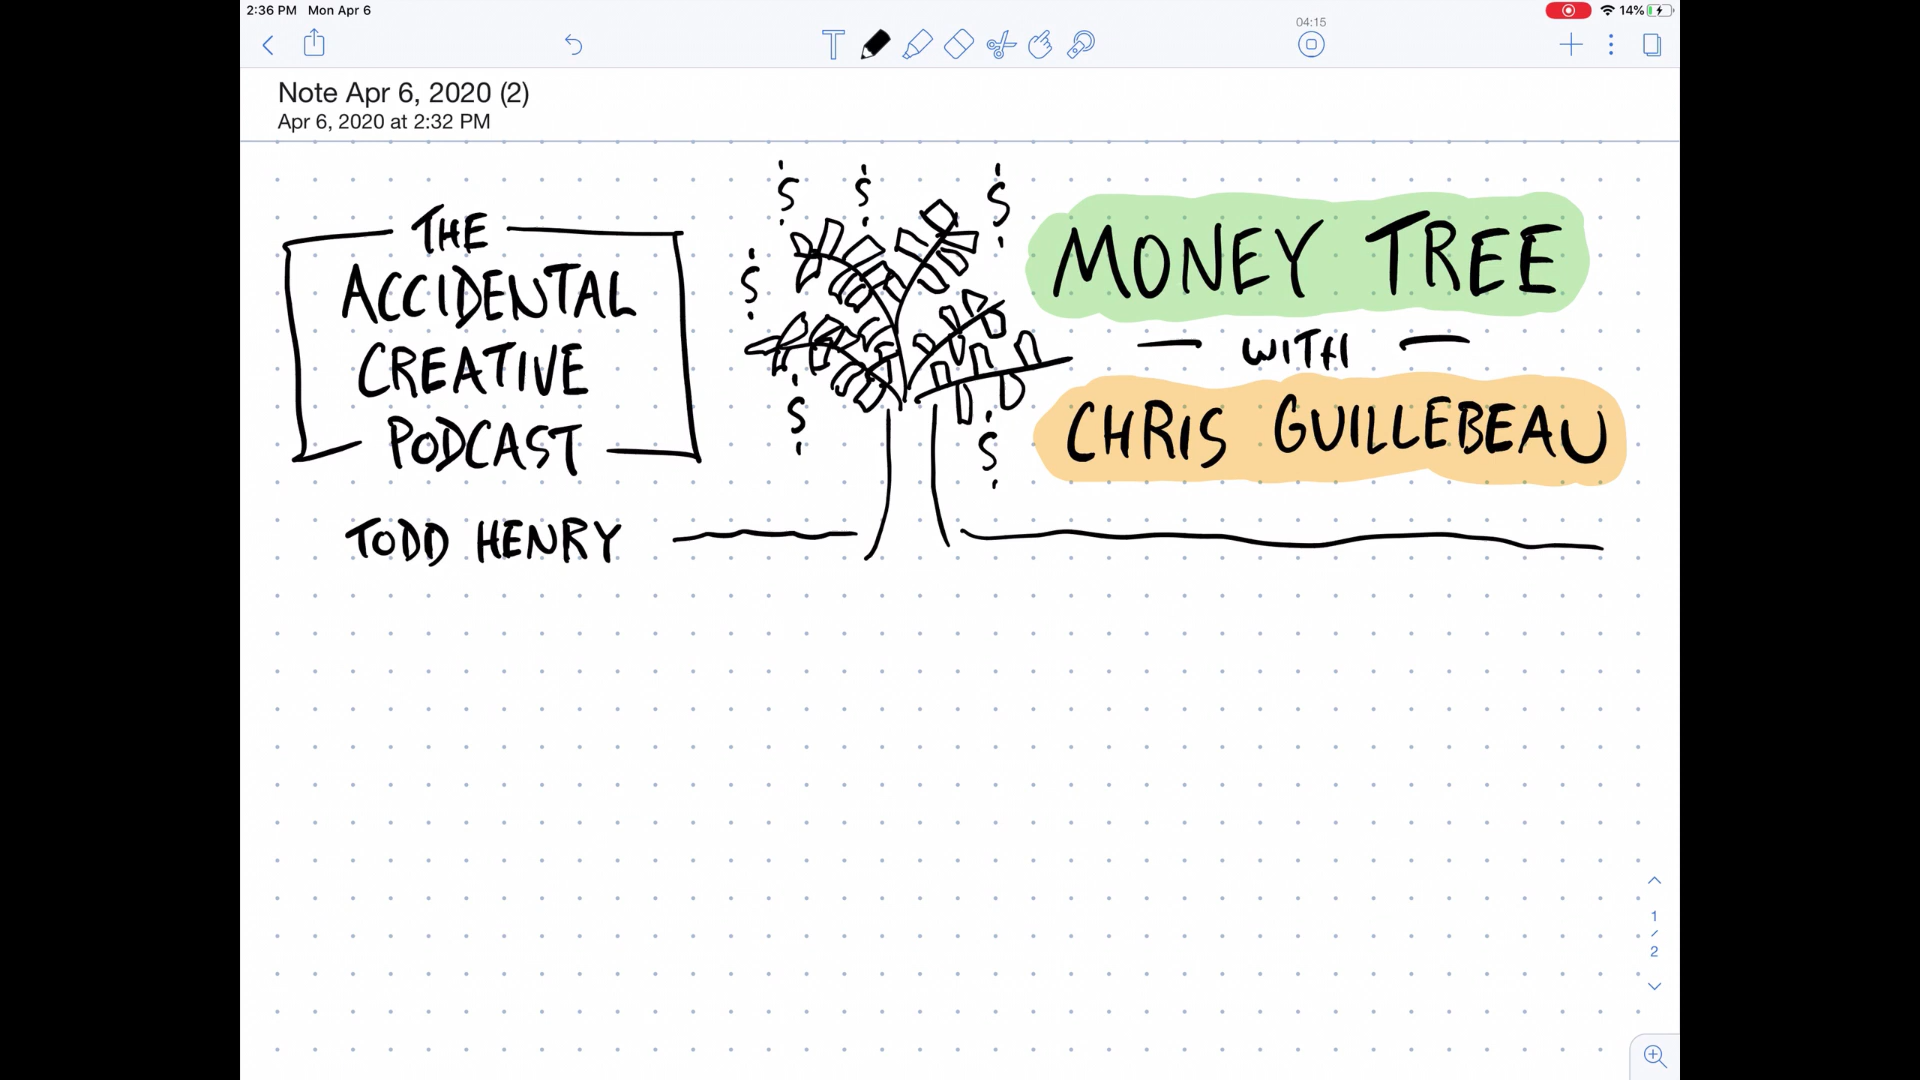 2:36 PM Mon Apr 6
14%
04:15
Note Apr 6, 2020 (2)
Apr 6, 2020 at 2:32 PM
THE
ACCIDENTAL
CREATIVE
PODCAST
TODD HENRY
$ $ $
$
$
$
MONEY TREE
— WITH —
CHRIS GUILLEBEAU
1
/
2